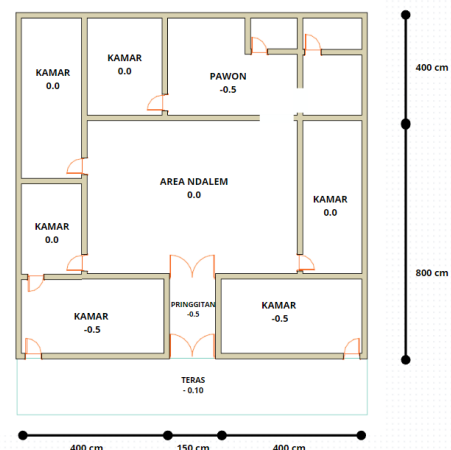 KAMAR
0.0
KAMAR
0.0
PAWON
-0.5
400 cm
AREA NDALEM
0.0
KAMAR
0.0
KAMAR
0.0
800 cm
KAMAR
-0.5
PRINGGITAN
-0.5
KAMAR
-0.5
TERAS
- 0.10
400 cm
150 cm
400 cm